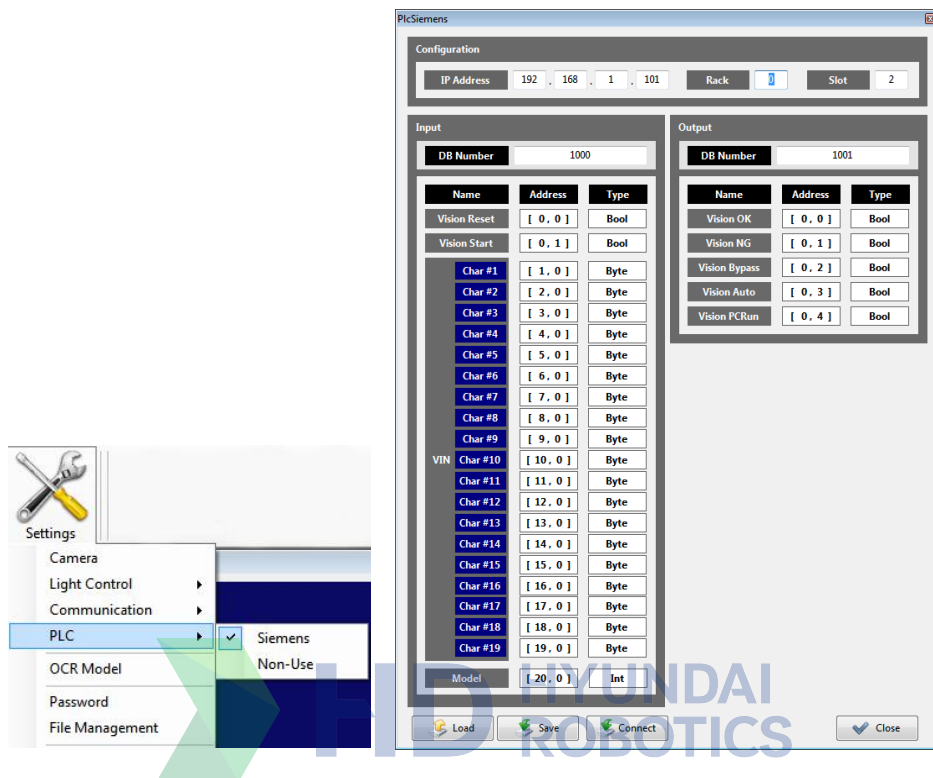 Settings
Camera
Light Control
Communication
PLC
Siemens
Non-Use
OCR Model
Password
File Management
PlcSiemens
Configuration
IP Address 192 . 168 . 1 . 101 Rack 0 Slot 2
Input
DB Number 1000
Name Address Type
Vision Reset [ 0, 0 ] Bool
Vision Start [ 0, 1 ] Bool
VIN
Char #1 [ 1, 0 ] Byte
Char #2 [ 2, 0 ] Byte
Char #3 [ 3, 0 ] Byte
Char #4 [ 4, 0 ] Byte
Char #5 [ 5, 0 ] Byte
Char #6 [ 6, 0 ] Byte
Char #7 [ 7, 0 ] Byte
Char #8 [ 8, 0 ] Byte
Char #9 [ 9, 0 ] Byte
Char #10 [ 10, 0 ] Byte
Char #11 [ 11, 0 ] Byte
Char #12 [ 12, 0 ] Byte
Char #13 [ 13, 0 ] Byte
Char #14 [ 14, 0 ] Byte
Char #15 [ 15, 0 ] Byte
Char #16 [ 16, 0 ] Byte
Char #17 [ 17, 0 ] Byte
Char #18 [ 18, 0 ] Byte
Char #19 [ 19, 0 ] Byte
Model [ 20, 0 ] Int
Output
DB Number 1001
Name Address Type
Vision OK [ 0, 0 ] Bool
Vision NG [ 0, 1 ] Bool
Vision Bypass [ 0, 2 ] Bool
Vision Auto [ 0, 3 ] Bool
Vision PCRun [ 0, 4 ] Bool
Load Save Connect Close
HD HYUNDAI
ROBOTICS